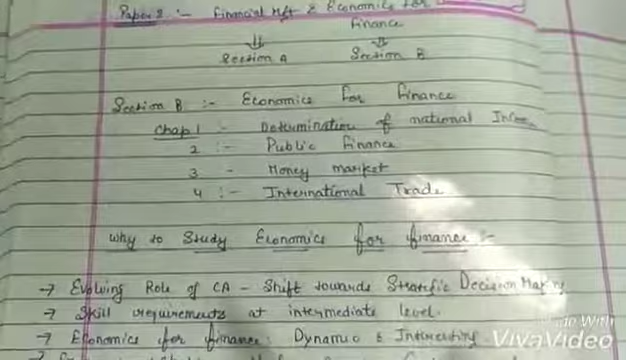 Paper 8 :- Financial Mgt & Economics for
Finance
Section A Section B
Section B :- Economics for finance
Chap 1 :- Determination of national Income
2 :- Public finance
3 :- Money market
4 :- International Trade
Why to Study Economics for finance :-
→ Evolving Role of CA - Shift towards Strategic Decision Making
→ Skill requirements at intermediate level.
→ Economics for finance : Dynamic & Interesting
Made With
VivaVideo